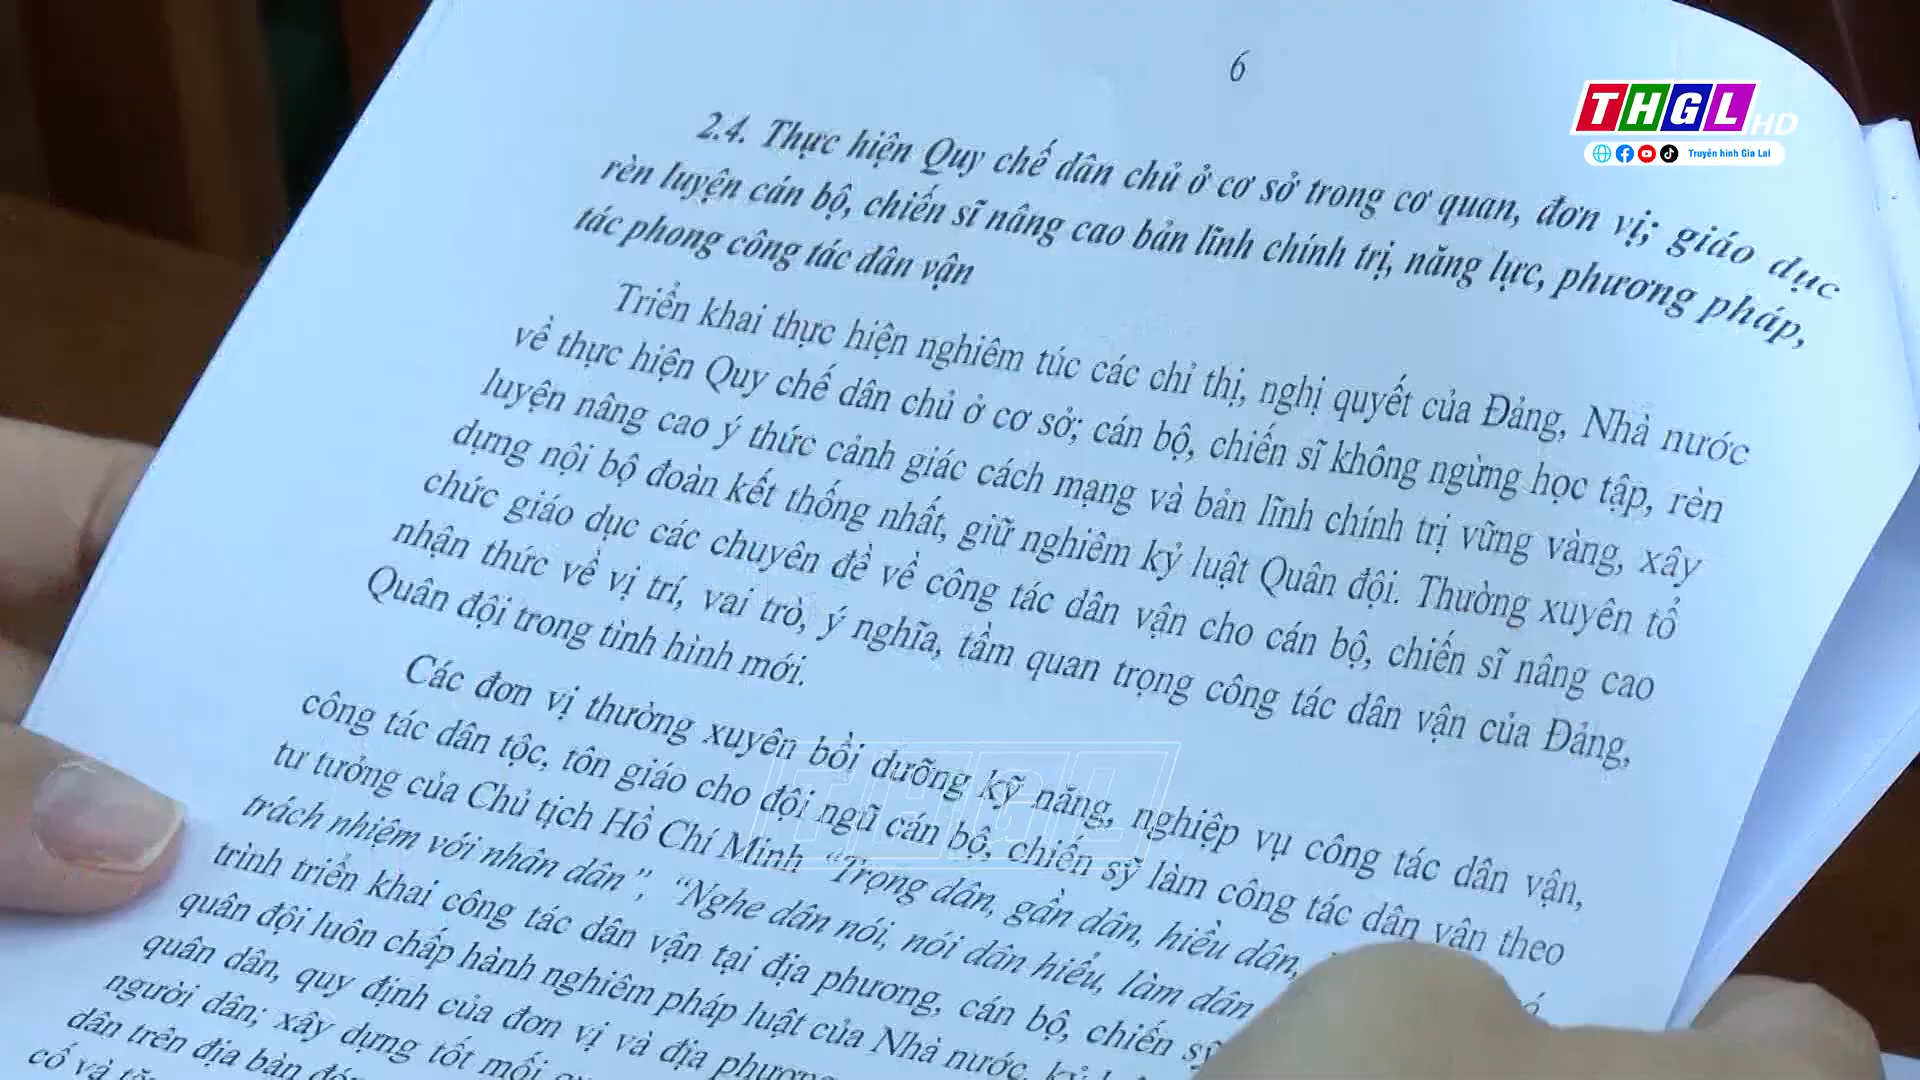 6
THGL HD
Truyền hình Gia Lai
2.4. Thực hiện Quy chế dân chủ ở cơ sở trong cơ quan, đơn vị; giáo dục
rèn luyện cán bộ, chiến sĩ nâng cao bản lĩnh chính trị, năng lực, phương pháp,
tác phong công tác dân vận
Triển khai thực hiện nghiêm túc các chỉ thị, nghị quyết của Đảng, Nhà nước
về thực hiện Quy chế dân chủ ở cơ sở; cán bộ, chiến sĩ không ngừng học tập, rèn
luyện nâng cao ý thức cảnh giác cách mạng và bản lĩnh chính trị vững vàng, xây
dựng nội bộ đoàn kết thống nhất, giữ nghiêm kỷ luật Quân đội. Thường xuyên tổ
chức giáo dục các chuyên đề về công tác dân vận cho cán bộ, chiến sĩ nâng cao
nhận thức về vị trí, vai trò, ý nghĩa, tầm quan trọng công tác dân vận của Đảng,
Quân đội trong tình hình mới.
Các đơn vị thường xuyên bồi dưỡng kỹ năng, nghiệp vụ công tác dân vận,
công tác dân tộc, tôn giáo cho đội ngũ cán bộ, chiến sỹ làm công tác dân vân theo
tư tưởng của Chủ tịch Hồ Chí Minh “Trọng dân, gần dân, hiểu dân,
trách nhiệm với nhân dân”, “Nghe dân nói, nói dân hiểu, làm dân
trình triển khai công tác dân vận tại địa phương, cán bộ, chiến sỹ
quân đội luôn chấp hành nghiêm pháp luật của Nhà nước, kỷ
quân dân, quy định của đơn vị và địa phương
người dân; xây dựng tốt mối
dân trên địa bàn
cố và
THGL